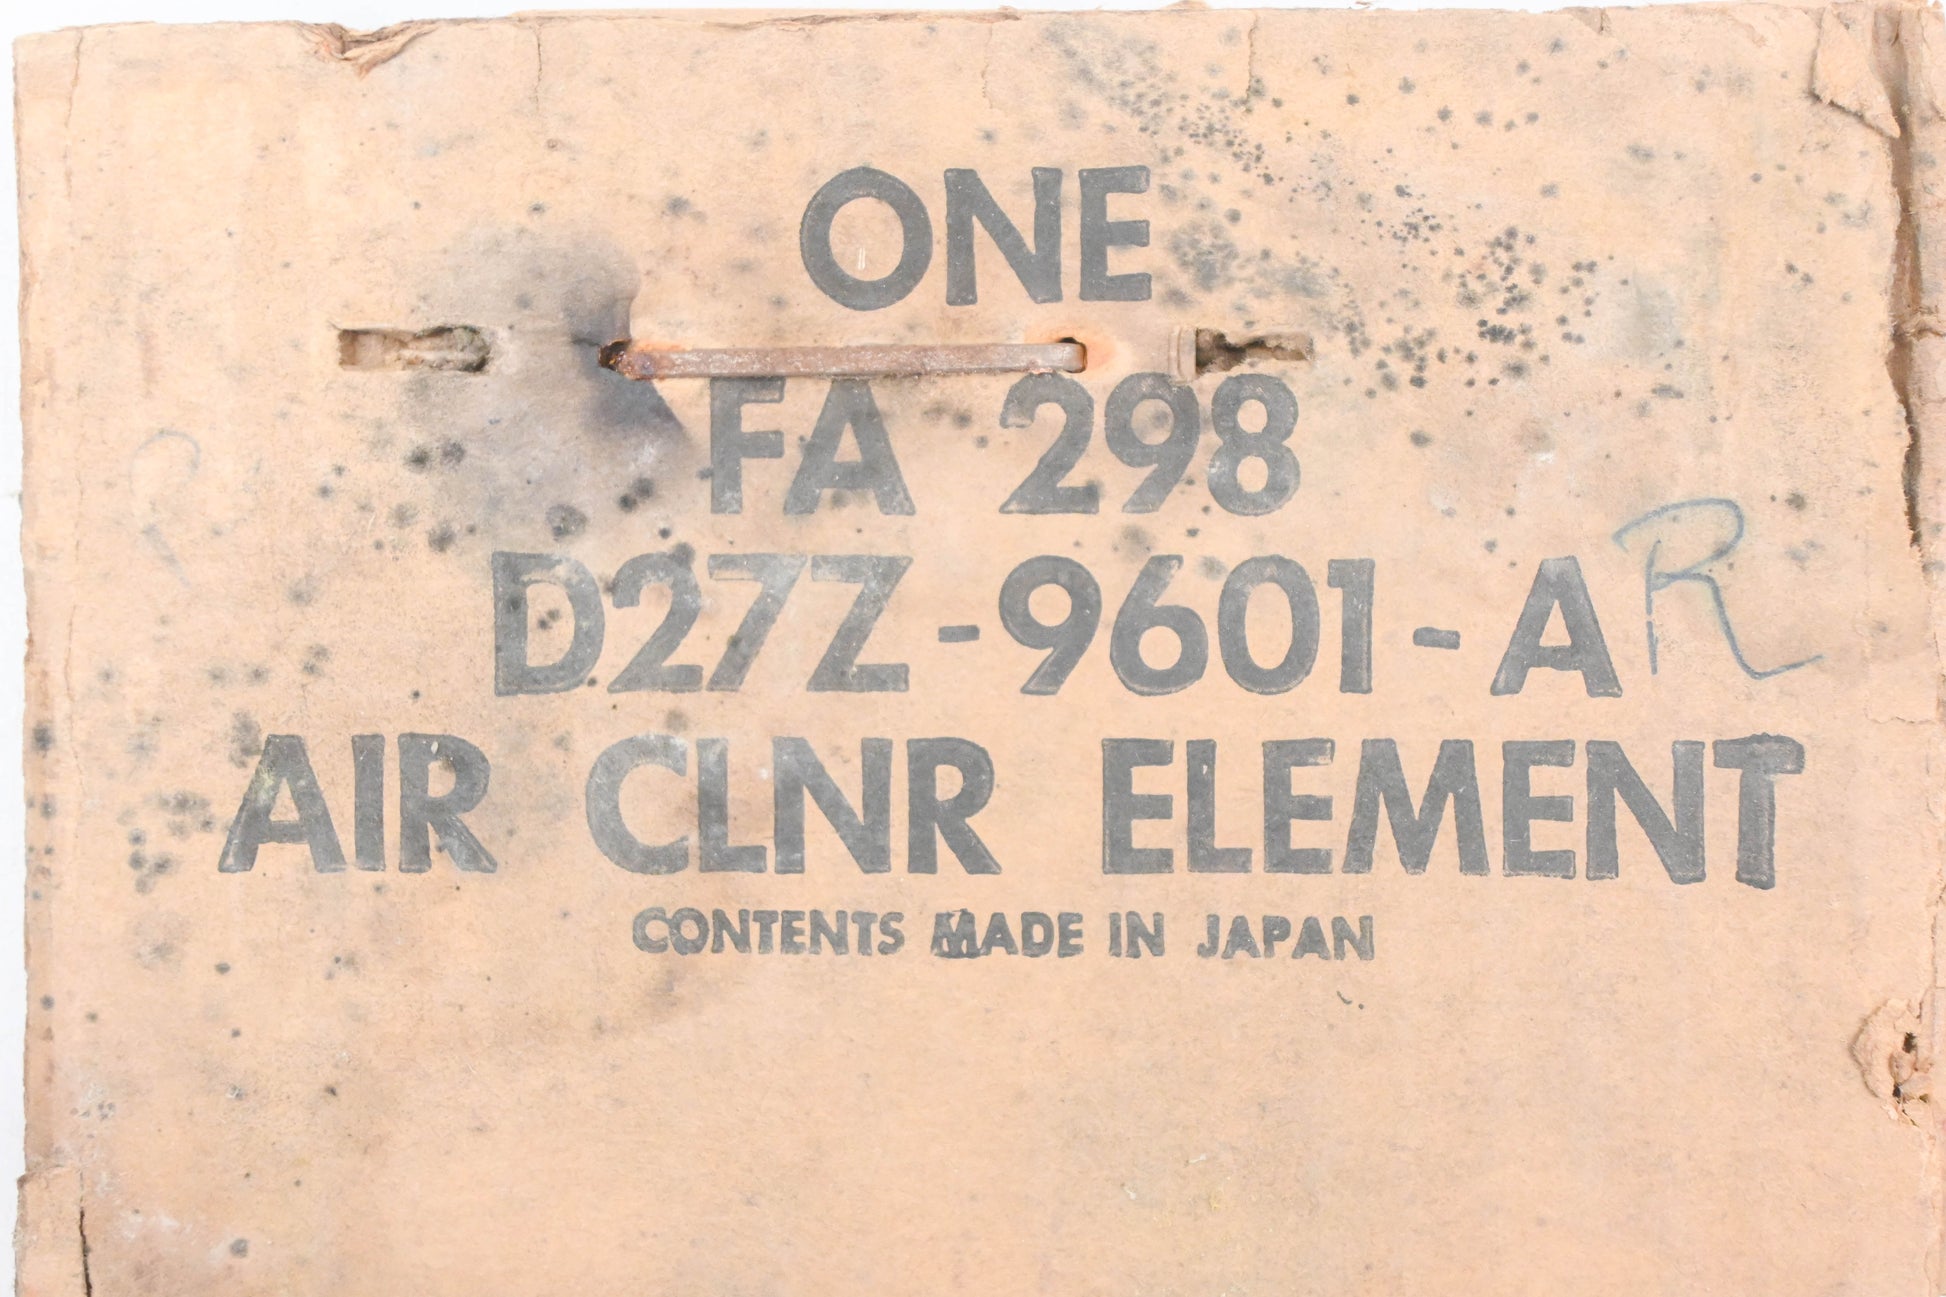 ONE
FA 298
D27Z-9601-A R
AIR CLNR ELEMENT
CONTENTS MADE IN JAPAN